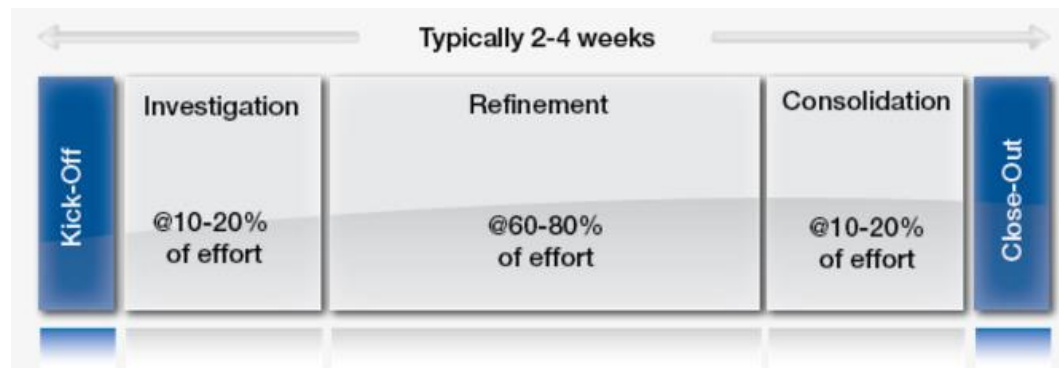 Typically 2-4 weeks
Kick-Off
Investigation
@10-20%
of effort
Refinement
@60-80%
of effort
Consolidation
@10-20%
of effort
Close-Out